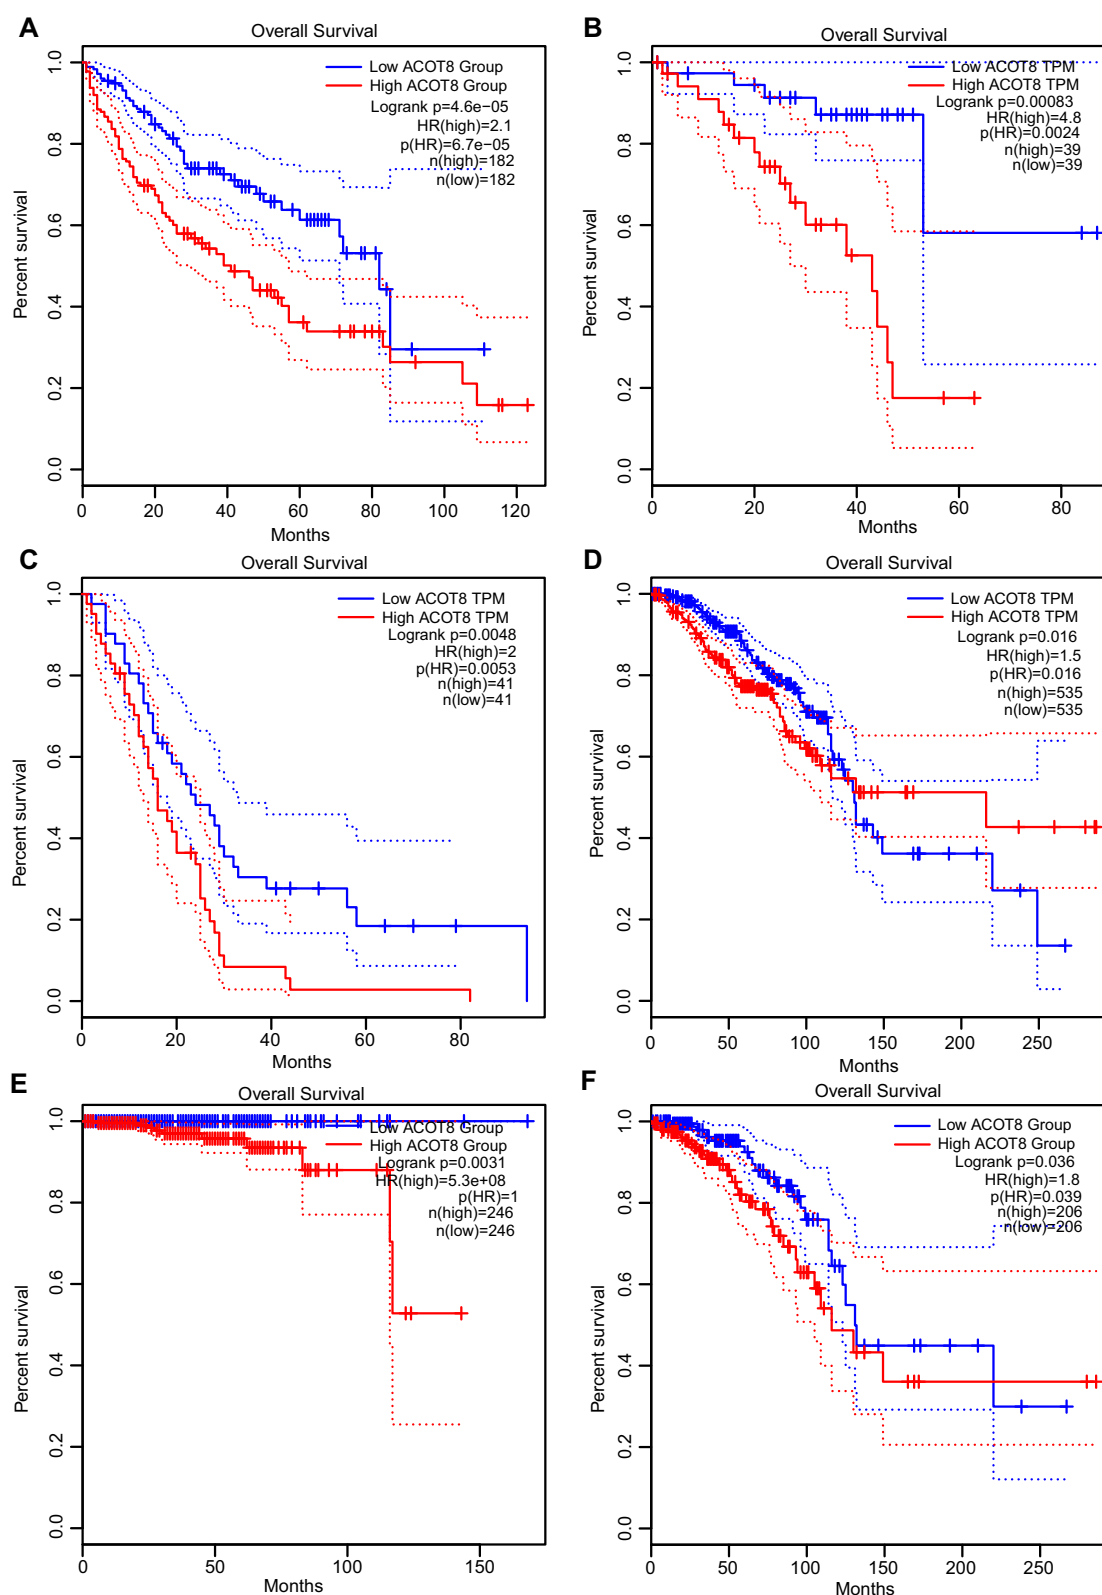 A
Overall Survival
Low ACOT8 Group
High ACOT8 Group
Logrank p=4.6e−05
HR(high)=2.1
p(HR)=6.7e−05
n(high)=182
n(low)=182
Percent survival
1.0
0.8
0.6
0.4
0.2
0.0
0 20 40 60 80 100 120
Months
B
Overall Survival
Low ACOT8 TPM
High ACOT8 TPM
Logrank p=0.00083
HR(high)=4.8
p(HR)=0.0024
n(high)=39
n(low)=39
Percent survival
1.0
0.8
0.6
0.4
0.2
0.0
0 20 40 60 80
Months
C
Overall Survival
Low ACOT8 TPM
High ACOT8 TPM
Logrank p=0.0048
HR(high)=2
p(HR)=0.0053
n(high)=41
n(low)=41
Percent survival
1.0
0.8
0.6
0.4
0.2
0.0
0 20 40 60 80
Months
D
Overall Survival
Low ACOT8 TPM
High ACOT8 TPM
Logrank p=0.016
HR(high)=1.5
p(HR)=0.016
n(high)=535
n(low)=535
Percent survival
1.0
0.8
0.6
0.4
0.2
0.0
0 50 100 150 200 250
Months
E
Overall Survival
Low ACOT8 Group
High ACOT8 Group
Logrank p=0.0031
HR(high)=5.3e+08
p(HR)=1
n(high)=246
n(low)=246
Percent survival
1.0
0.8
0.6
0.4
0.2
0.0
0 50 100 150
Months
F
Overall Survival
Low ACOT8 Group
High ACOT8 Group
Logrank p=0.036
HR(high)=1.8
p(HR)=0.039
n(high)=206
n(low)=206
Percent survival
1.0
0.8
0.6
0.4
0.2
0.0
0 50 100 150 200 250
Months